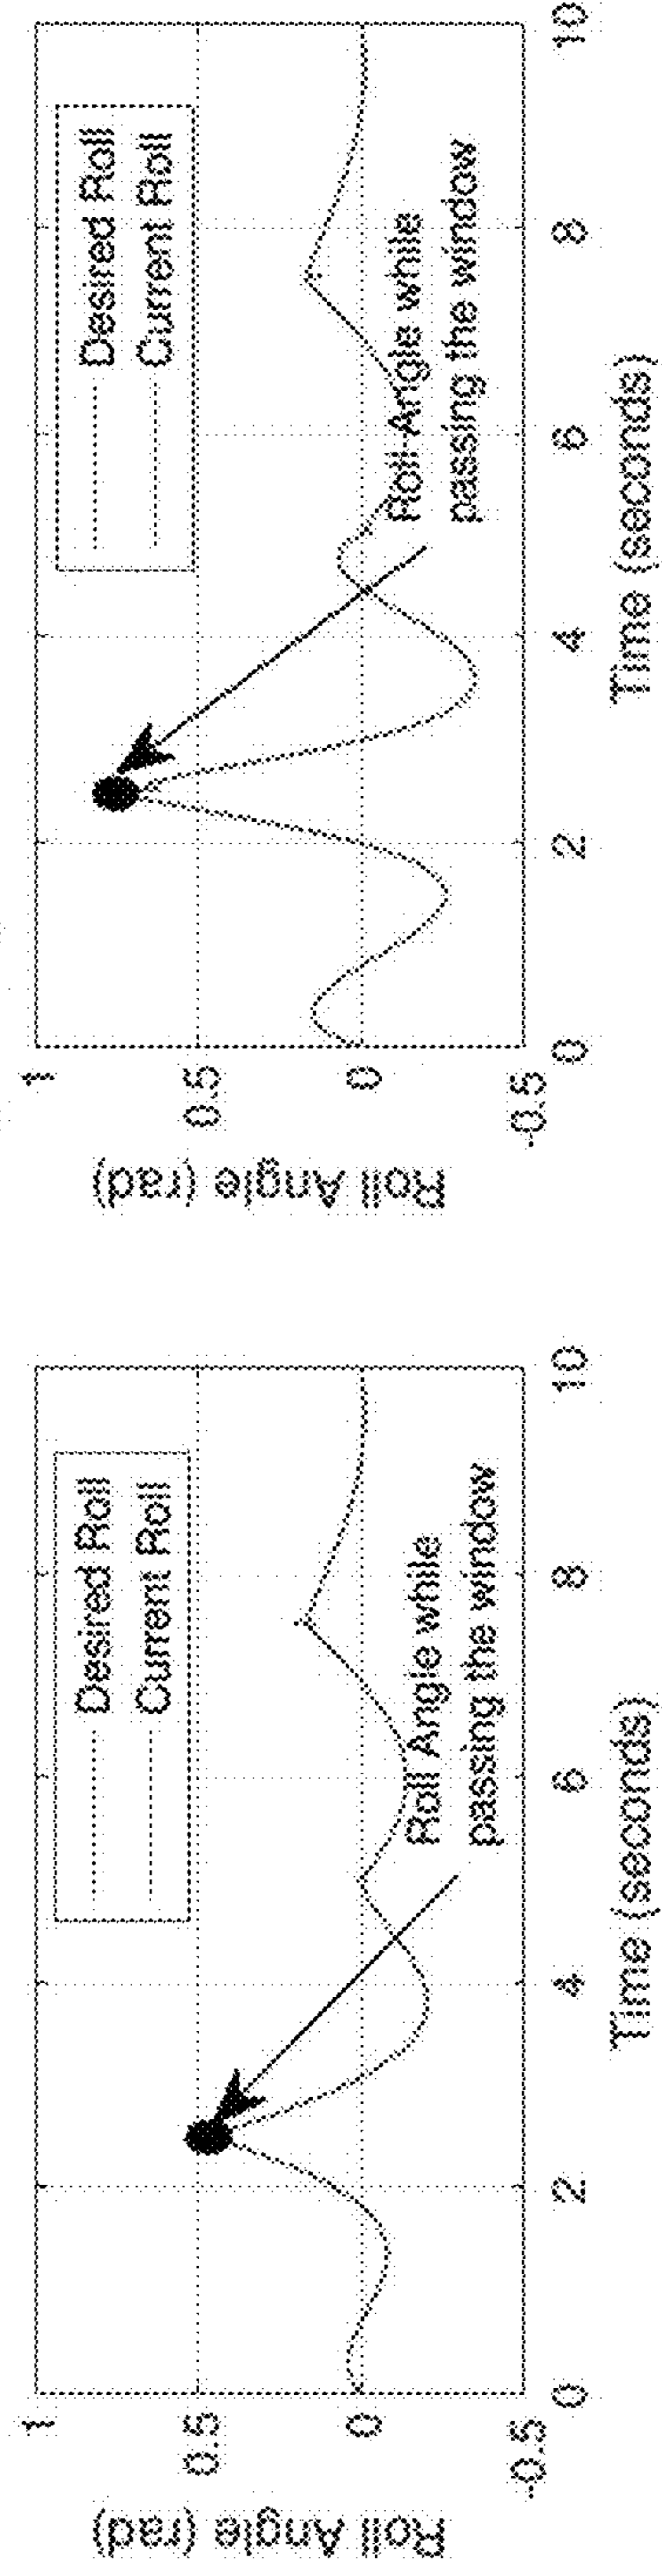 Roll Angle (rad)
1
0.5
0
-0.5
Desired Roll
Current Roll
Roll Angle while
passing the window
0
2
4
6
8
10
Time (seconds)
Roll Angle (rad)
1
0.5
0
-0.5
Desired Roll
Current Roll
Roll Angle while
passing the window
0
2
4
6
8
10
Time (seconds)